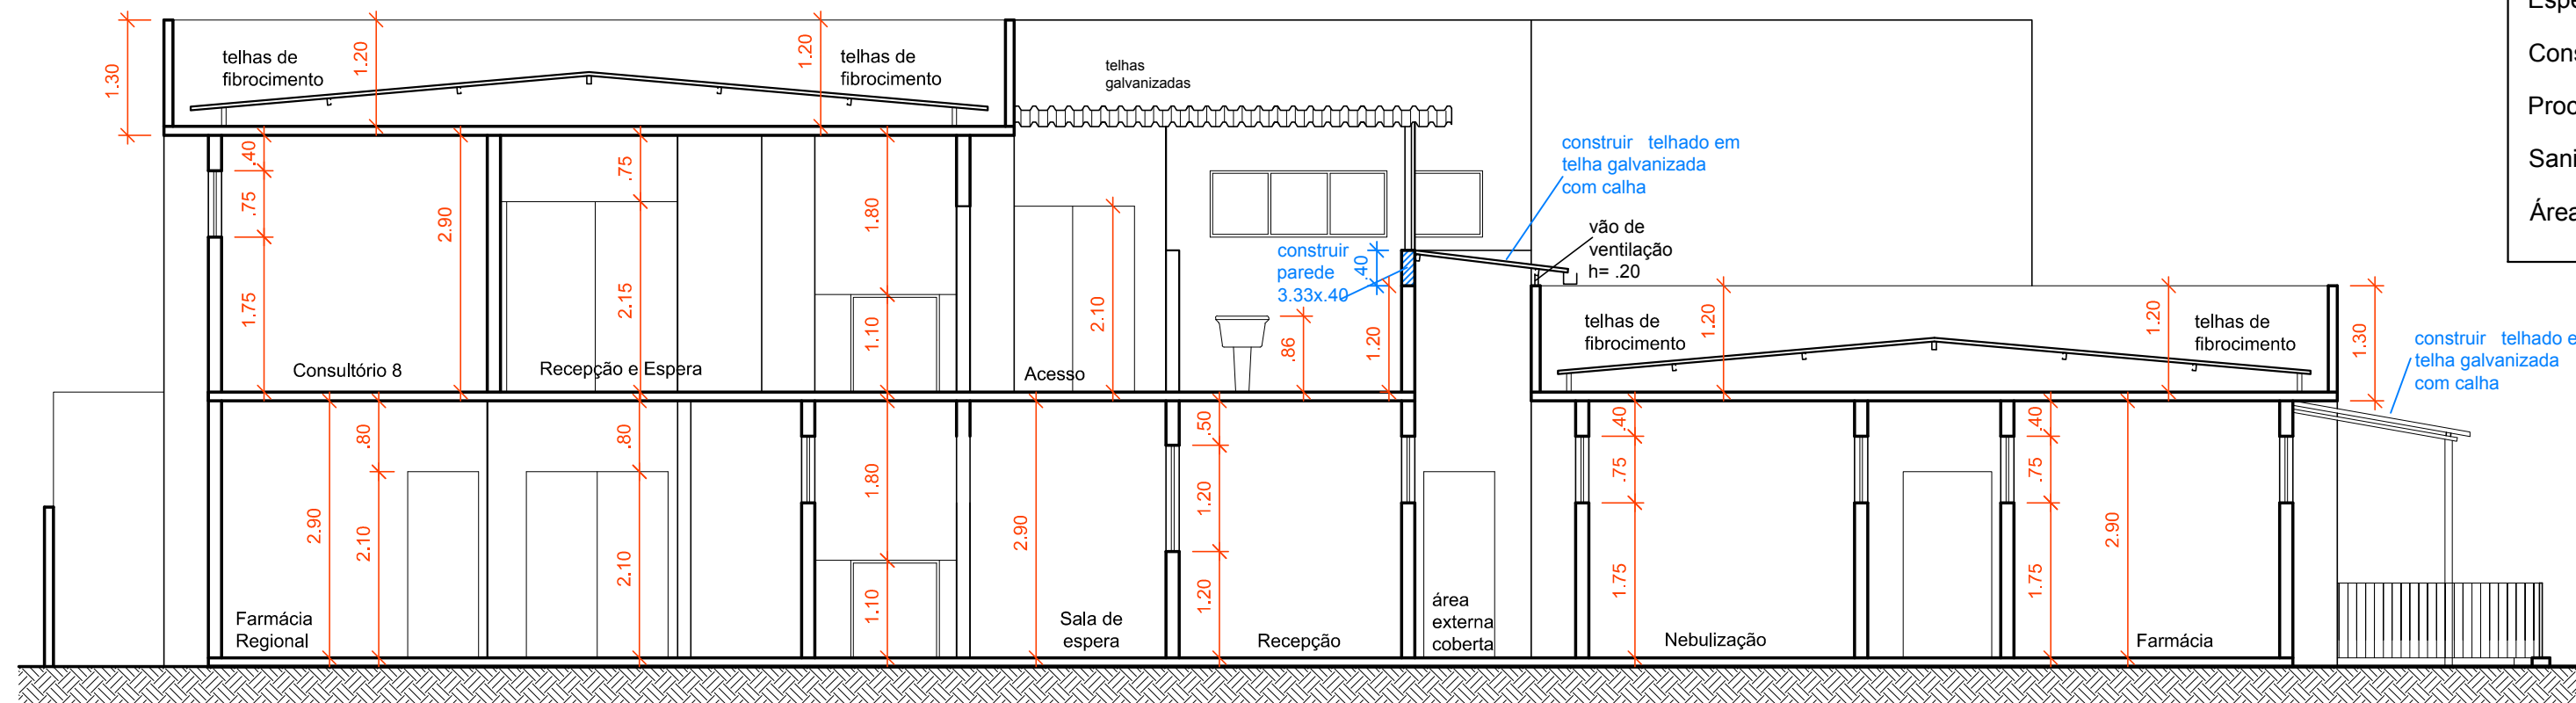 telhas de
fibrocimento
telhas de
fibrocimento
telhas
galvanizadas
1.30
1.20
1.20
construir telhado em
telha galvanizada
com calha
vão de
ventilação
h= .20
construir
parede
3.33x.40
.40
.40
.75
1.75
2.90
.75
2.15
1.80
1.10
2.10
.86
1.20
Consultório 8
Recepção e Espera
Acesso
telhas de
fibrocimento
1.20
1.20
telhas de
fibrocimento
1.30
construir telhado e
telha galvanizada
com calha
2.90
.80
2.10
.80
2.10
1.80
1.10
2.90
.50
1.20
1.20
.40
.75
1.75
.40
.75
1.75
2.90
Farmácia
Regional
Sala de
espera
Recepção
área
externa
coberta
Nebulização
Farmácia
Cons
Proc
Sani
Área